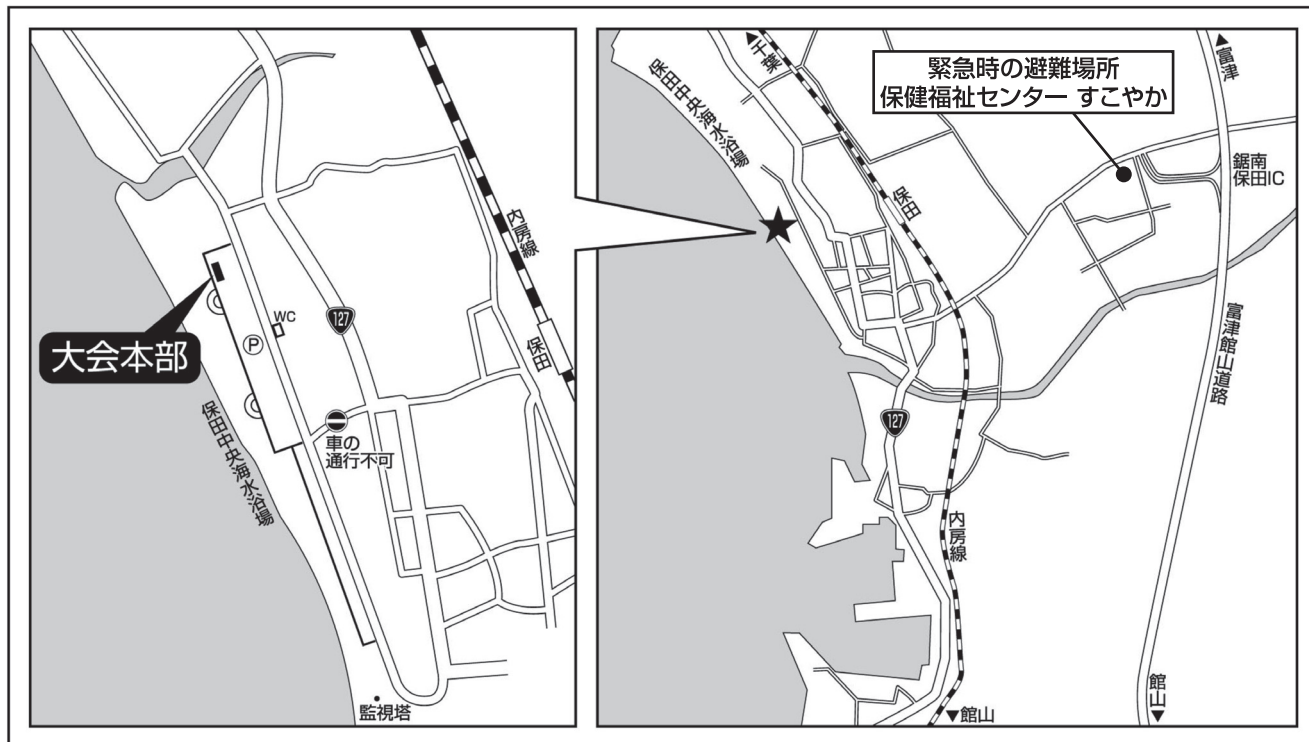 大会本部
WC
P
127
内房線
保田
車の
通行不可
保田中央海水浴場
監視塔
▲千葉
保田中央海水浴場
緊急時の避難場所
保健福祉センター すこやか
▲富津
鋸南
保田IC
保田
富津館山道路
127
内房線
▼館山
館山▼